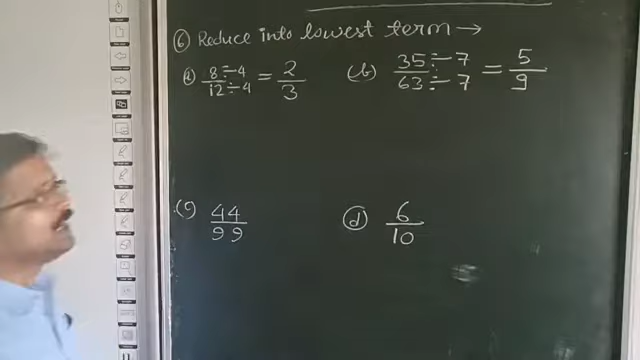 ⑥ Reduce into lowest term →
(a) 8÷4/12÷4 = 2/3 (b) 35÷7/63÷7 = 5/9
(c) 44/99 (d) 6/10